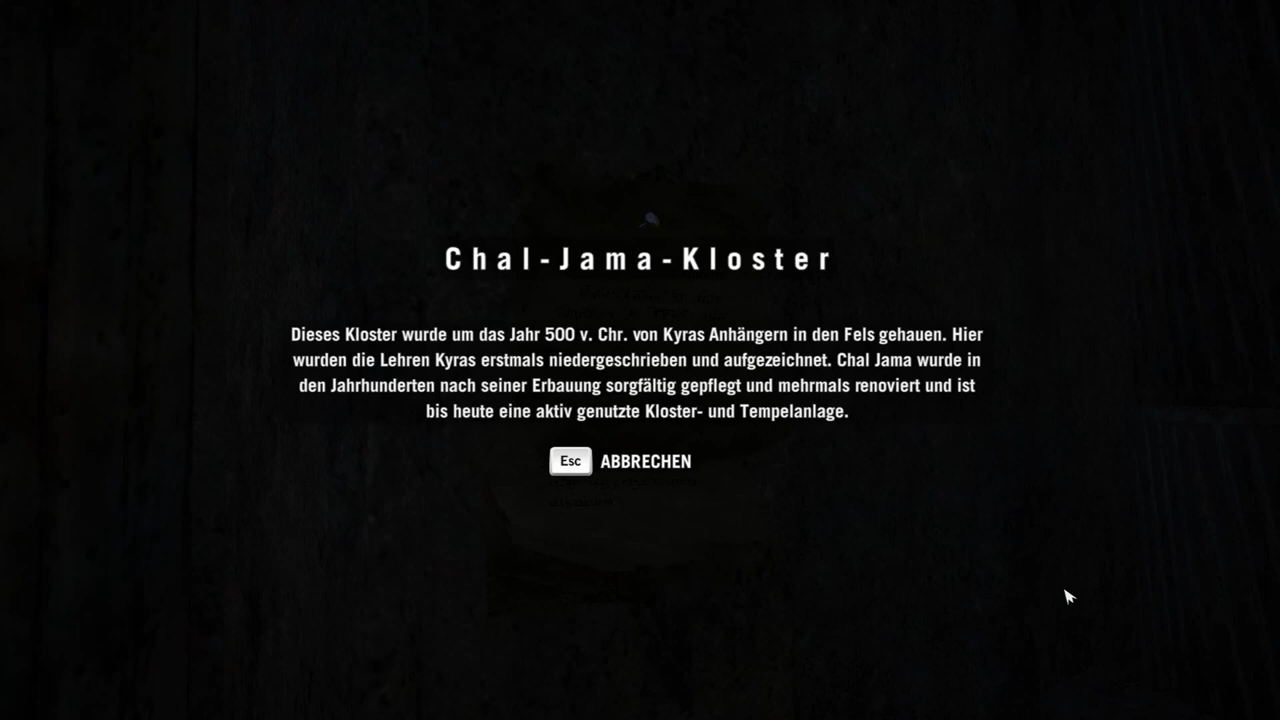 Chal-Jama-Kloster
Dieses Kloster wurde um das Jahr 500 v. Chr. von Kyras Anhängern in den Fels gehauen. Hier
wurden die Lehren Kyras erstmals niedergeschrieben und aufgezeichnet. Chal Jama wurde in
den Jahrhunderten nach seiner Erbauung sorgfältig gepflegt und mehrmals renoviert und ist
bis heute eine aktiv genutzte Kloster- und Tempelanlage.
Esc ABBRECHEN